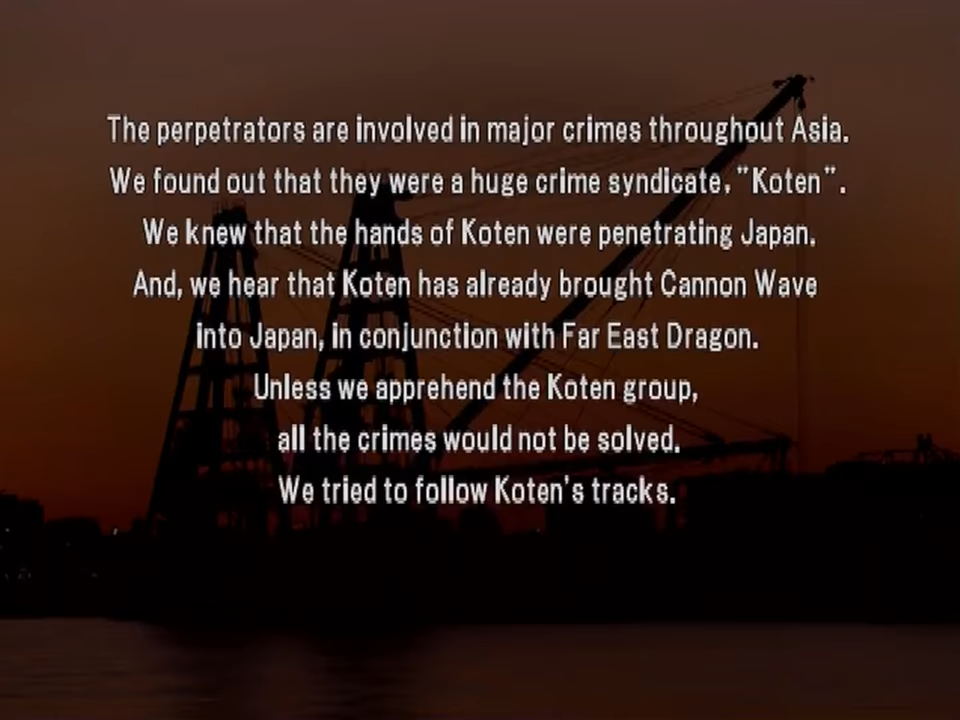 The perpetrators are involved in major crimes throughout Asia.
We found out that they were a huge crime syndicate, "Koten".
We knew that the hands of Koten were penetrating Japan.
And, we hear that Koten has already brought Cannon Wave
into Japan, in conjunction with Far East Dragon.
Unless we apprehend the Koten group,
all the crimes would not be solved.
We tried to follow Koten's tracks.